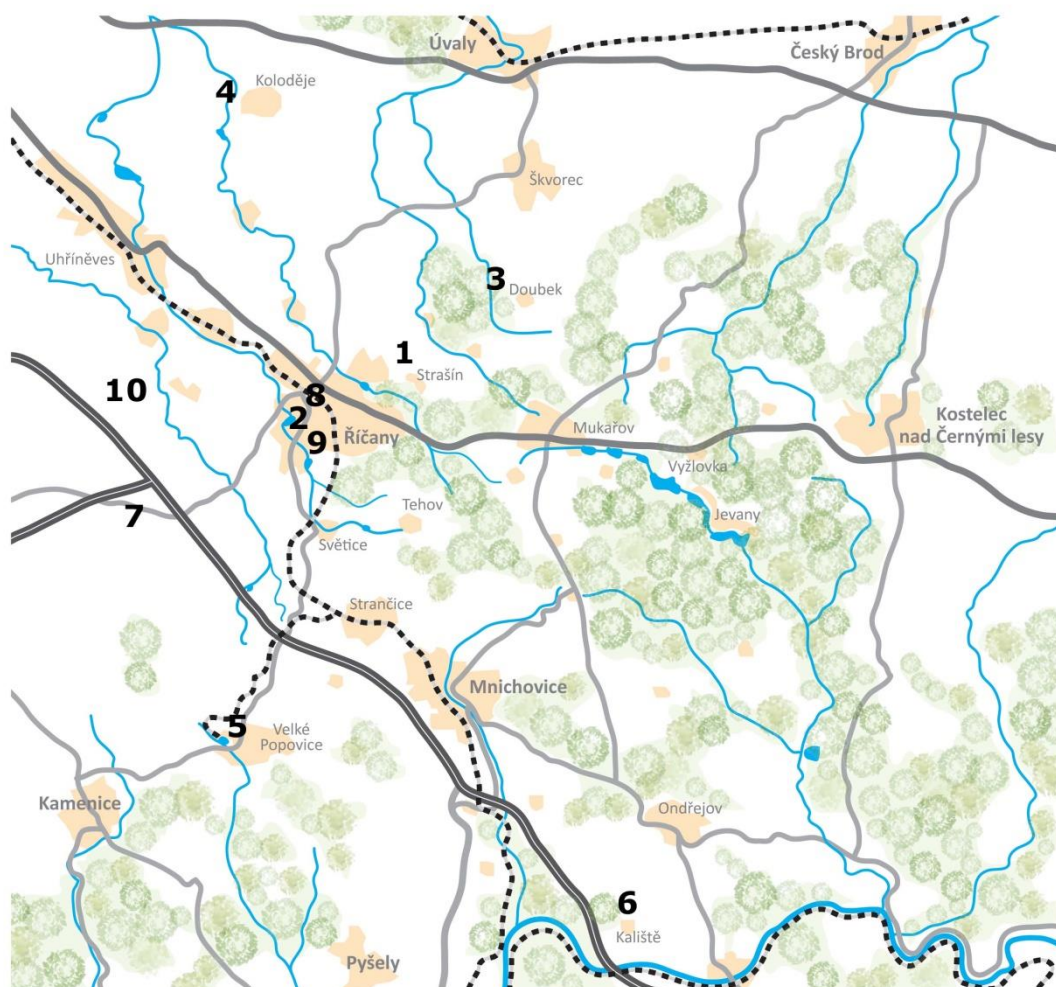 Úvaly
Český Brod
4
Koloděje
Škvorec
Uhříněves
3
Doubek
1
Strašín
10
8
2
Říčany
9
Mukařov
Kostelec
nad Černými lesy
Vyžlovka
Tehov
Jevany
7
Světice
Strančice
Mnichovice
5
Velké
Popovice
Kamenice
Ondřejov
6
Kaliště
Pyšely